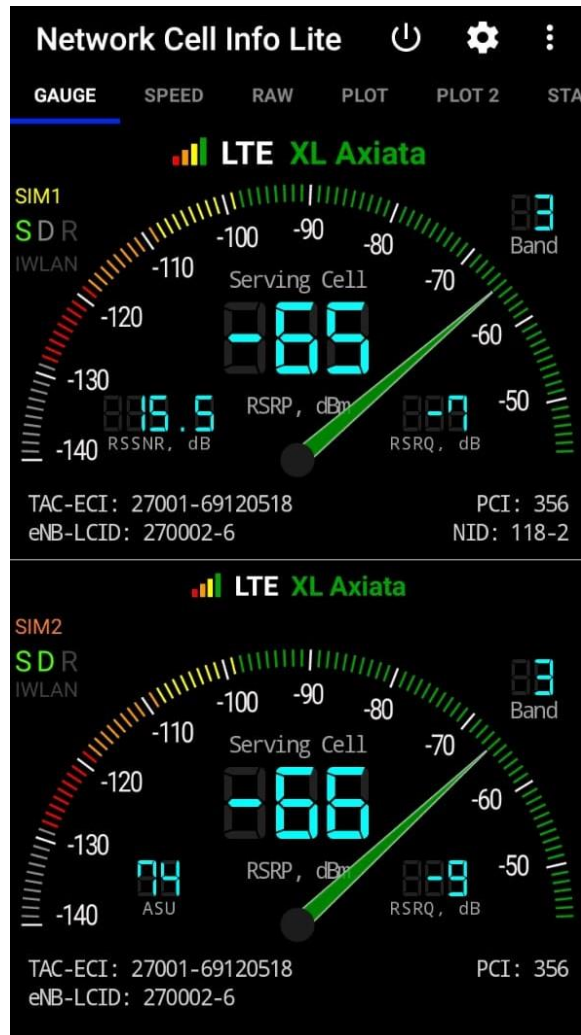 Network Cell Info Lite
GAUGE SPEED RAW PLOT PLOT 2 STA
LTE XL Axiata
SIM1
S D R
IWLAN
3
Band
-140 -130 -120 -110 -100 -90 -80 -70 -60 -50
Serving Cell
-65
RSRP, dBm
15.5
RSSNR, dB
-7
RSRQ, dB
TAC-ECI: 27001-69120518 PCI: 356
eNB-LCID: 270002-6 NID: 118-2
LTE XL Axiata
SIM2
S D R
IWLAN
3
Band
-140 -130 -120 -110 -100 -90 -80 -70 -60 -50
Serving Cell
-66
RSRP, dBm
74
ASU
-9
RSRQ, dB
TAC-ECI: 27001-69120518 PCI: 356
eNB-LCID: 270002-6